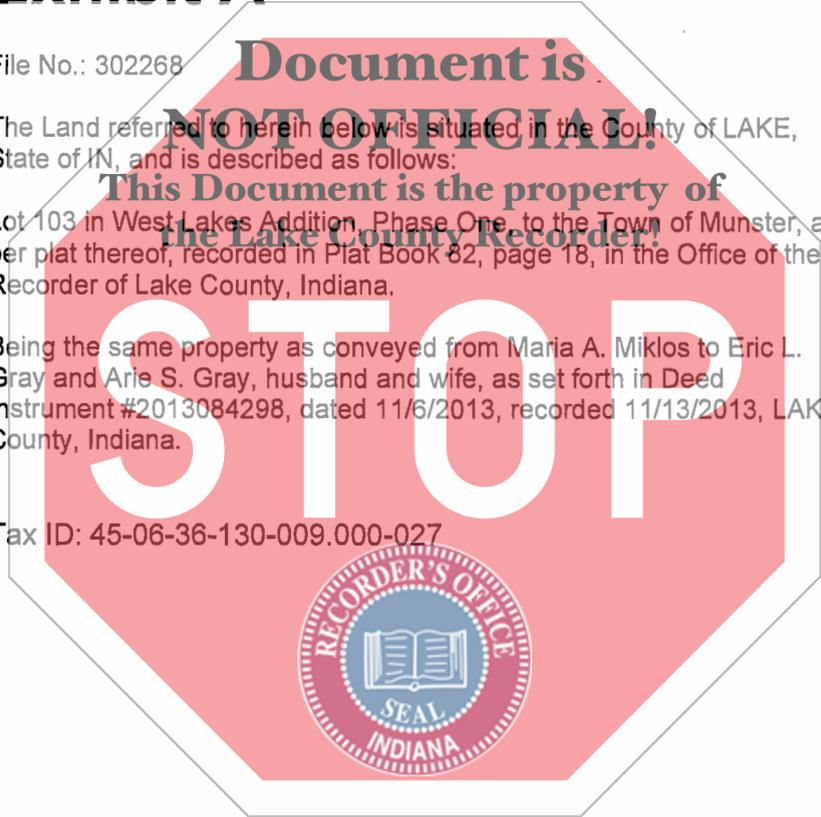 Exhibit A
File No.: 302268
Document is
The Land referred to herein below is situated in the County of LAKE,
NOT OFFICIAL!
State of IN, and is described as follows:
This Document is the property of
Lot 103 in West Lakes Addition, Phase One, to the Town of Munster, a
the Lake County Recorder!
per plat thereof, recorded in Plat Book 82, page 18, in the Office of the
Recorder of Lake County, Indiana.
STOP
Being the same property as conveyed from Maria A. Miklos to Eric L.
Gray and Arie S. Gray, husband and wife, as set forth in Deed
Instrument #2013084298, dated 11/6/2013, recorded 11/13/2013, LAK
County, Indiana.
Tax ID: 45-06-36-130-009.000-027
RECORDER'S OFFICE
SEAL
INDIANA